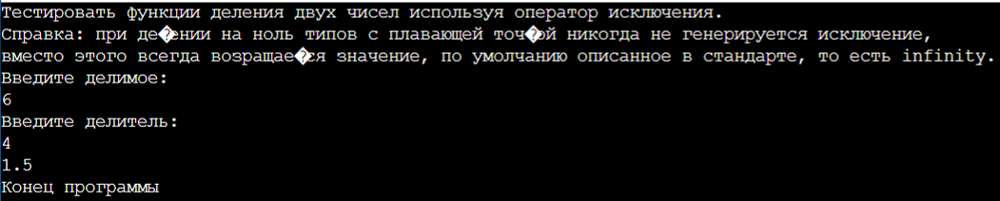 Тестировать функции деления двух чисел используя оператор исключения.
Справка: при де�ении на ноль типов с плавающей точ�ой никогда не генерируется исключение,
вместо этого всегда возращае�ся значение, по умолчанию описанное в стандарте, то есть infinity.
Введите делимое:
6
Введите делитель:
4
1.5
Конец программы